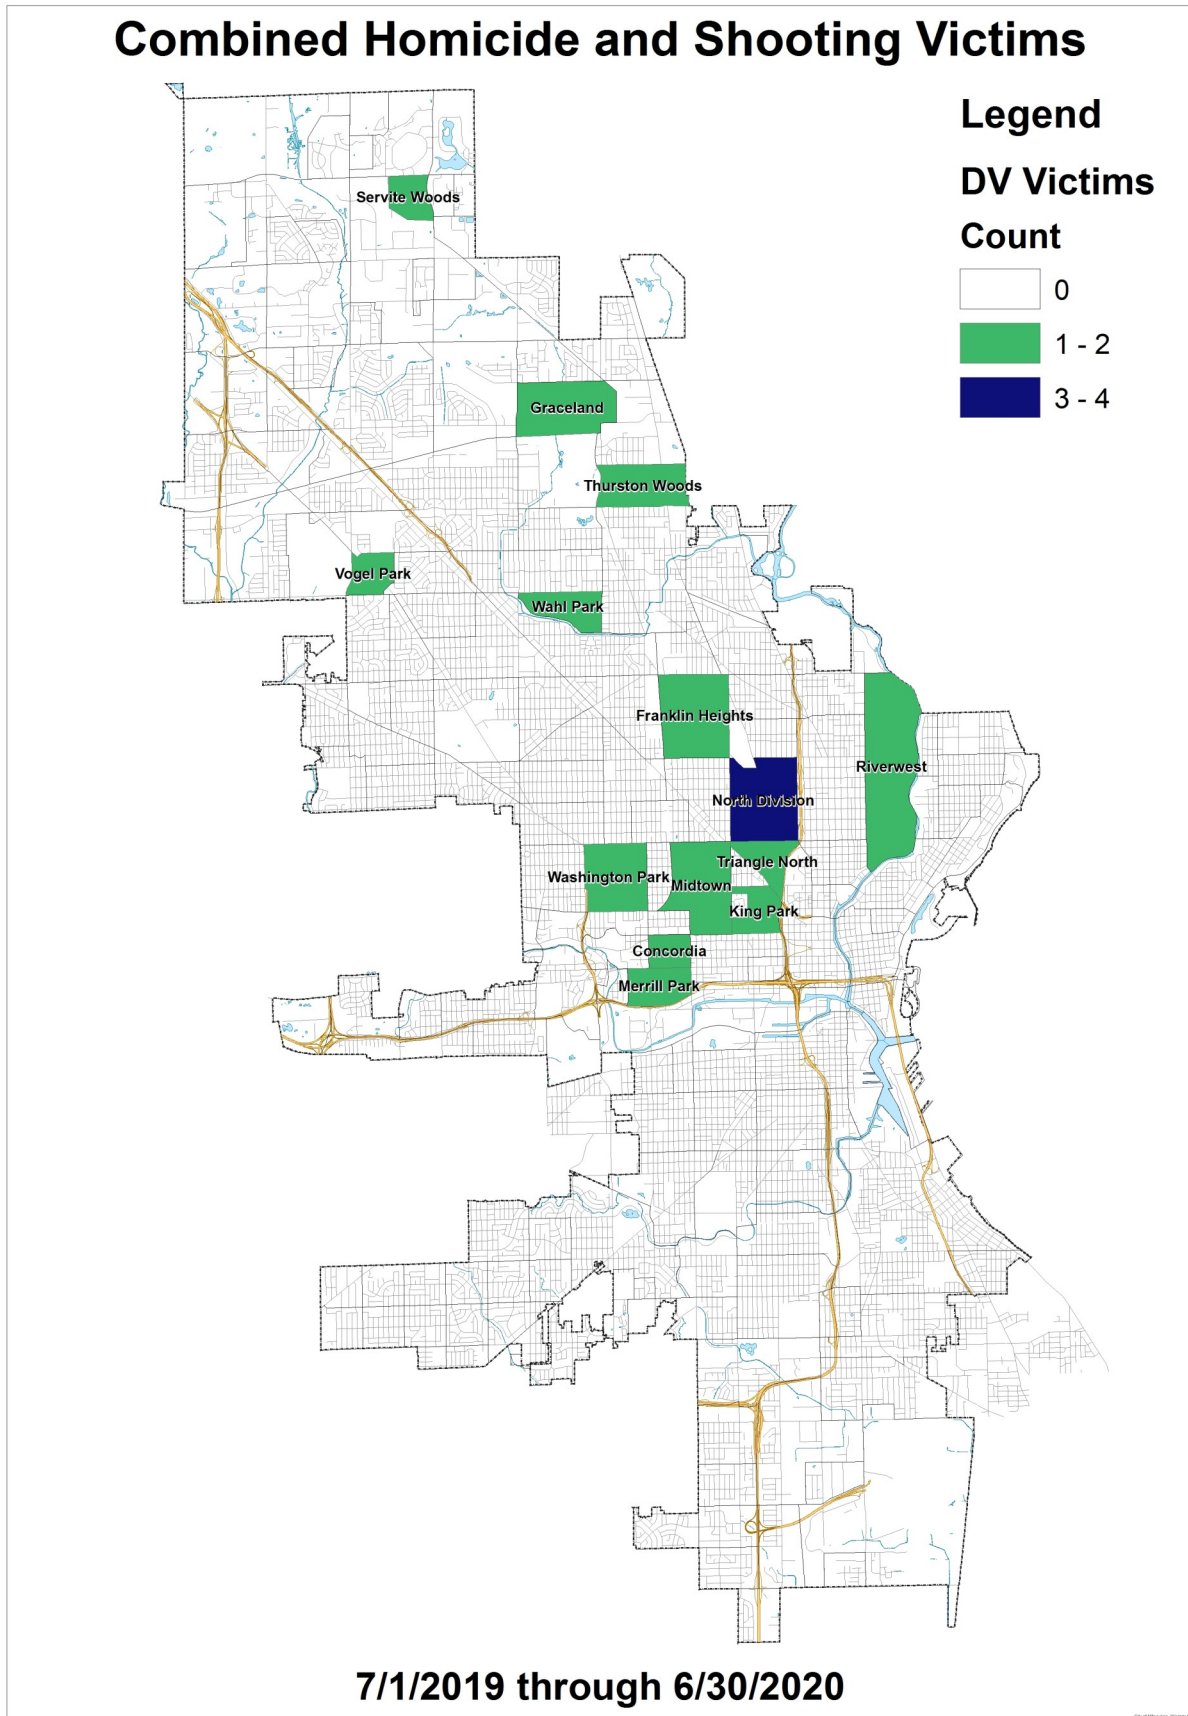 Combined Homicide and Shooting Victims
Legend
DV Victims
Count
0
1 - 2
3 - 4
Servite Woods
Graceland
Thurston Woods
Vogel Park
Wahl Park
Franklin Heights
Riverwest
North Division
Triangle North
Washington Park
Midtown
King Park
Concordia
Merrill Park
7/1/2019 through 6/30/2020